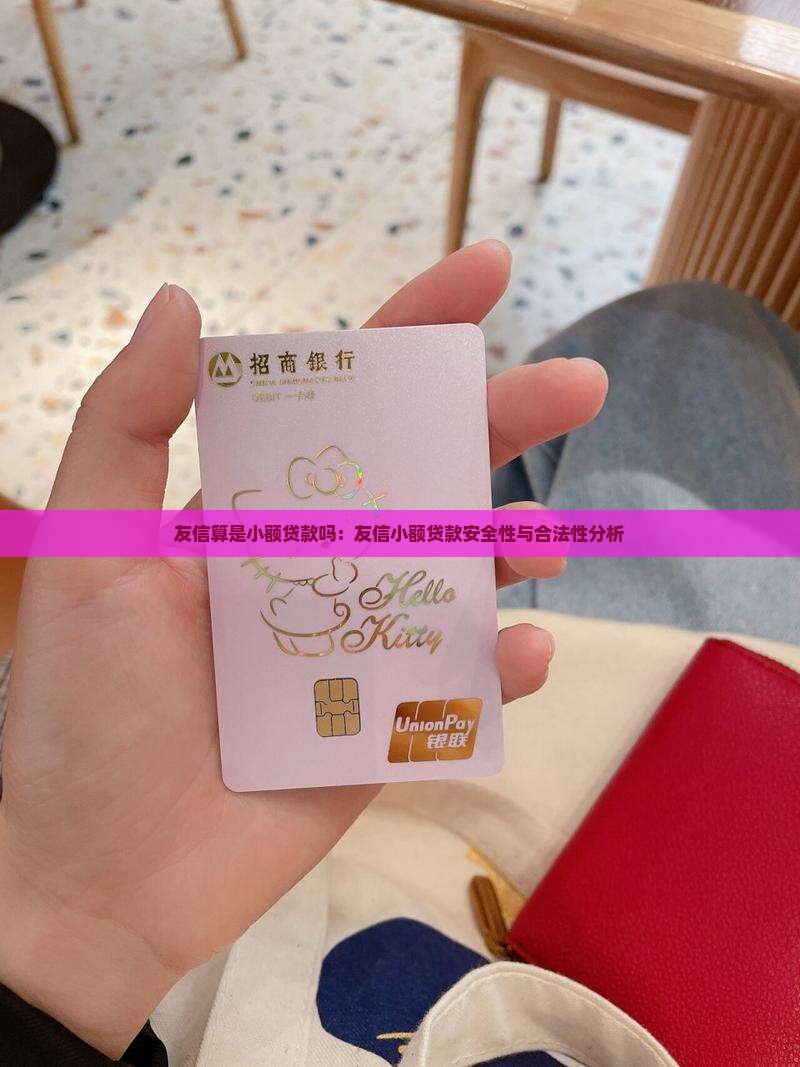 招商银行
友信算是小额贷款吗：友信小额贷款安全性与合法性分析
Hello
Kitty
UnionPay
银联